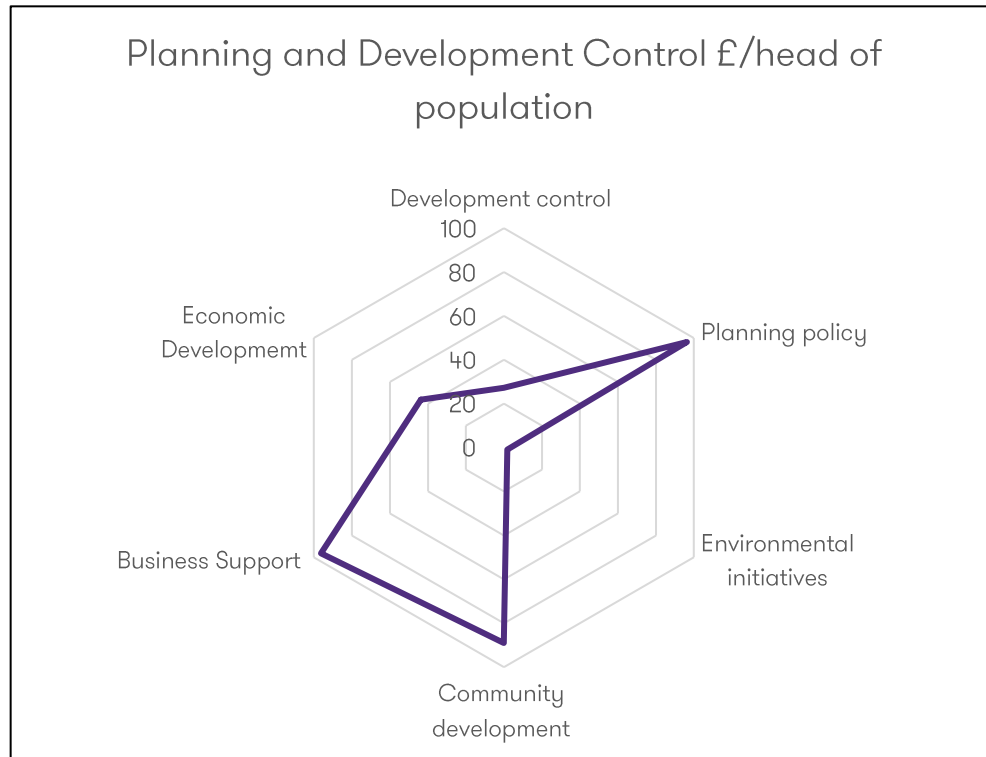 Planning and Development Control £/head of
population
Development control
100
80
60
40
20
0
Economic
Developmemt
Planning policy
Business Support
Environmental
initiatives
Community
development